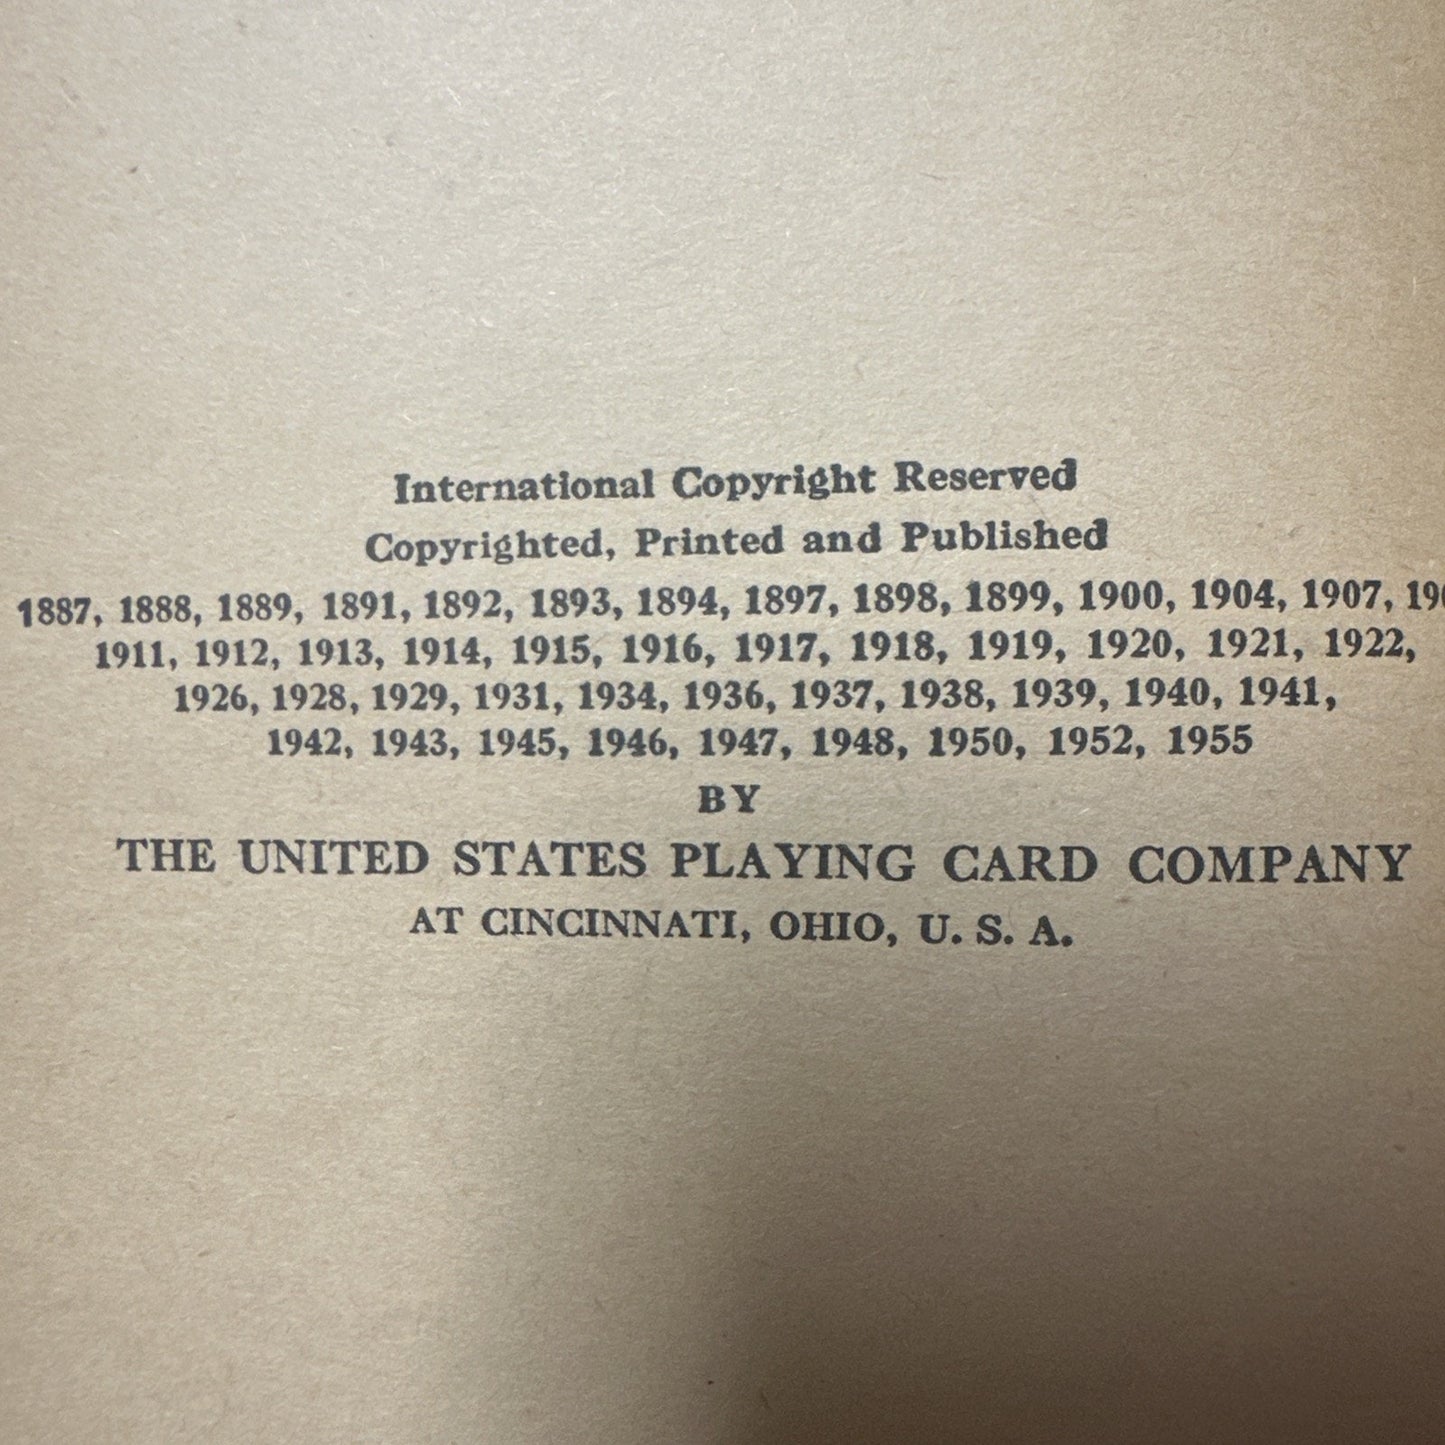 International Copyright Reserved
Copyrighted, Printed and Published
1887, 1888, 1889, 1891, 1892, 1893, 1894, 1897, 1898, 1899, 1900, 1904, 1907,
1911, 1912, 1913, 1914, 1915, 1916, 1917, 1918, 1919, 1920, 1921, 1922,
1926, 1928, 1929, 1931, 1934, 1936, 1937, 1938, 1939, 1940, 1941,
1942, 1943, 1945, 1946, 1947, 1948, 1950, 1952, 1955
BY
THE UNITED STATES PLAYING CARD COMPANY
AT CINCINNATI, OHIO, U. S. A.